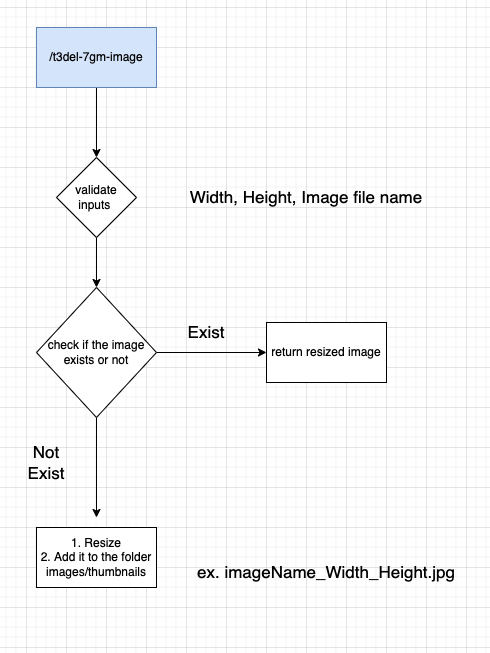 /t3del-7gm-image
validate
inputs
Width, Height, Image file name
check if the image
exists or not
Exist
return resized image
Not
Exist
1. Resize
2. Add it to the folder
images/thumbnails
ex. imageName_Width_Height.jpg